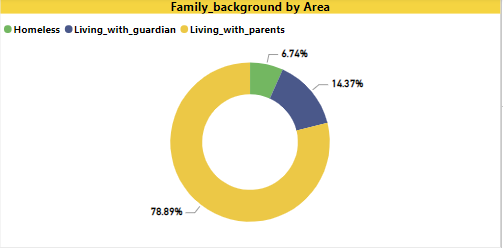 Family_background by Area
Homeless Living_with_guardian Living_with_parents
6.74%
14.37%
78.89%